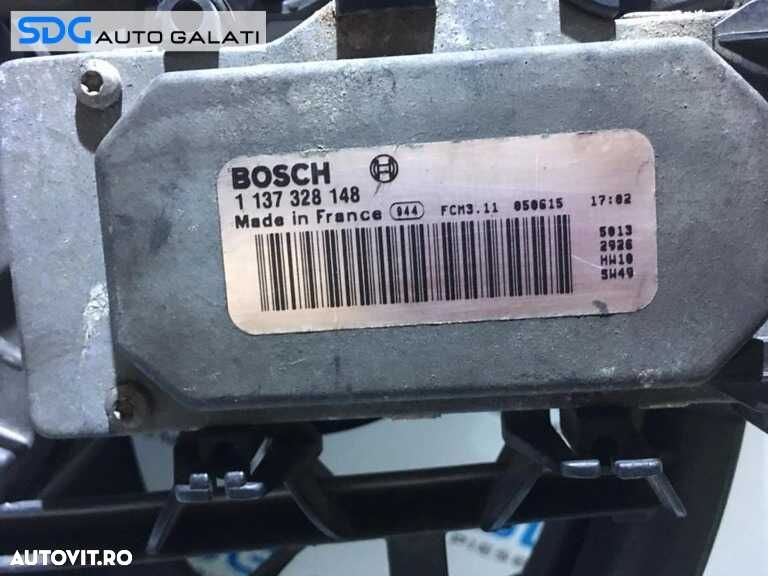 SDG AUTO GALATI
BOSCH
1 137 328 148
Made in France 944 FCM3.11 050615 17:02
5013
2926
HW10
SW49
AUTOVIT.RO